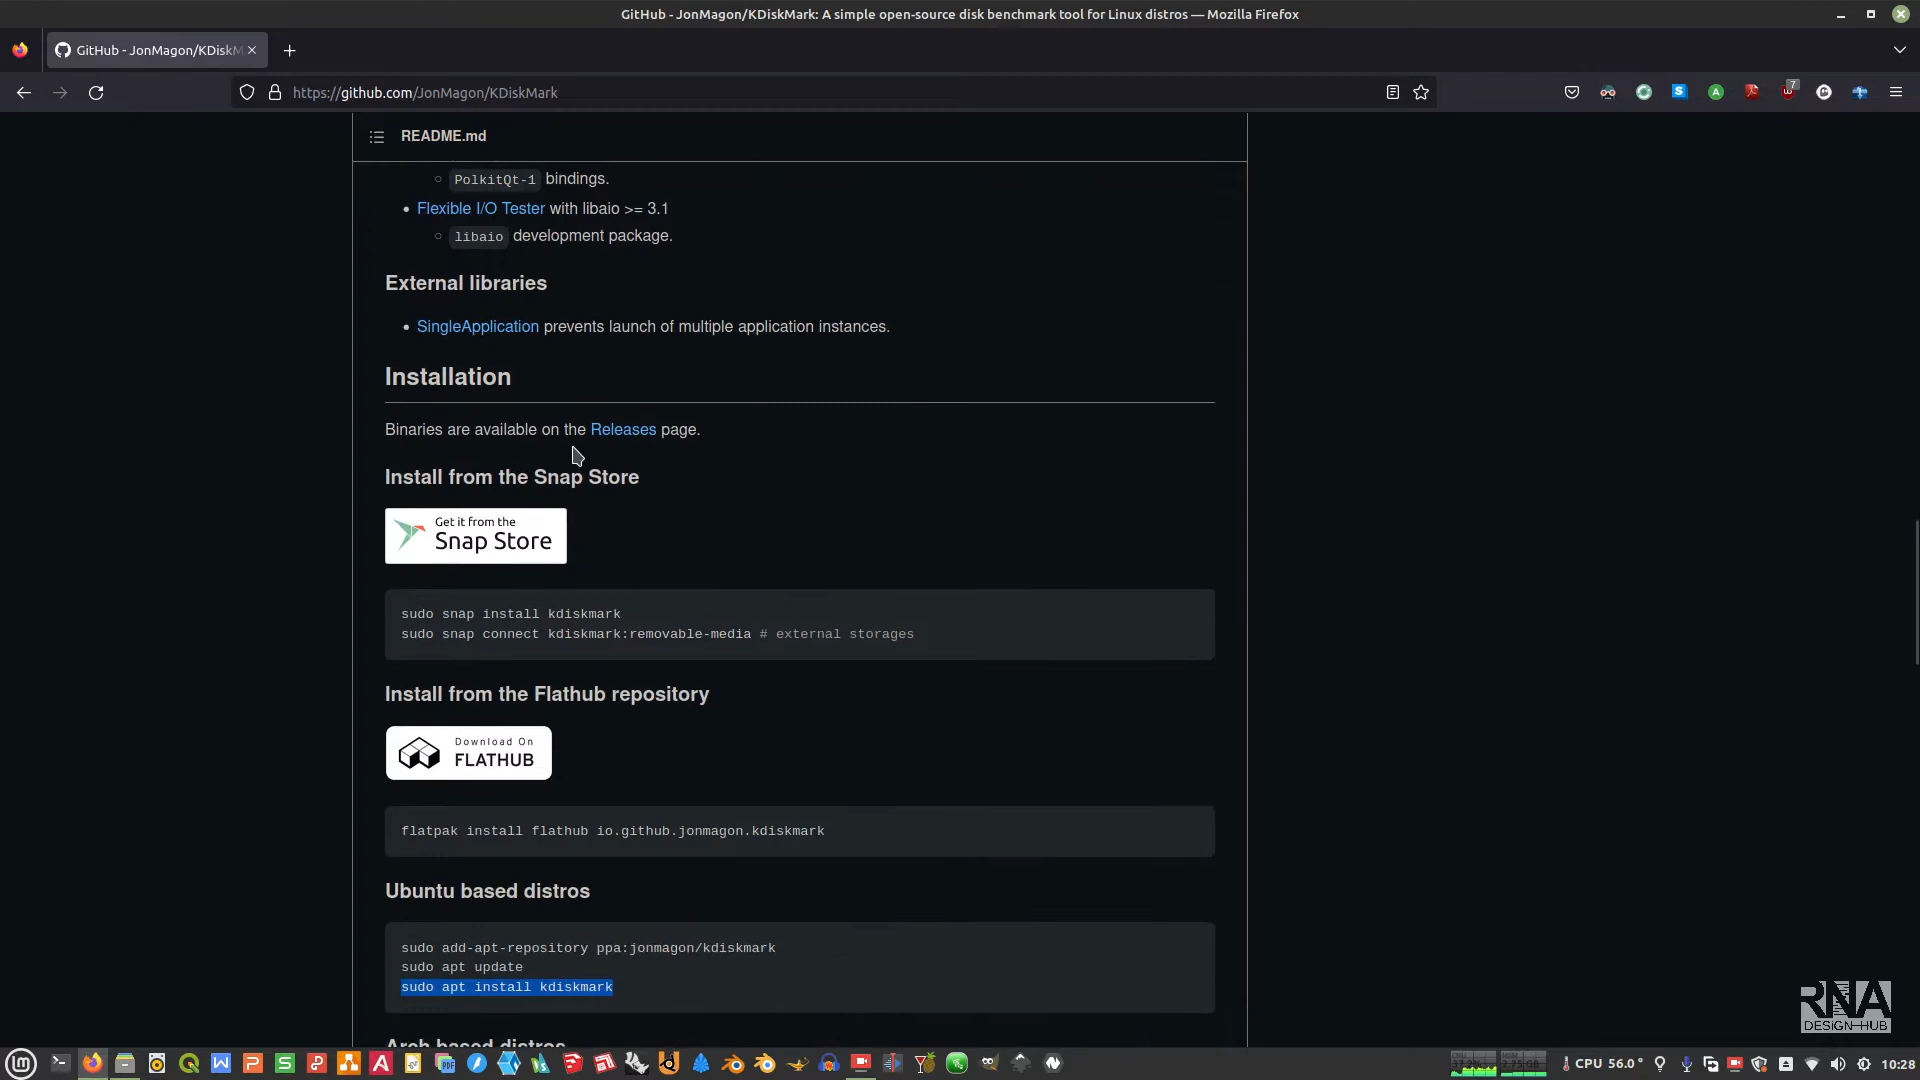 GitHub - JonMagon/KDiskMark: A simple open-source disk benchmark tool for Linux distros — Mozilla Firefox
GitHub - JonMagon/KDiskM
https://github.com/JonMagon/KDiskMark
7
README.md
PolkitQt-1 bindings.
Flexible I/O Tester with libaio >= 3.1
libaio development package.
External libraries
SingleApplication prevents launch of multiple application instances.
Installation
Binaries are available on the Releases page.
Install from the Snap Store
Get it from the
Snap Store
sudo snap install kdiskmark
sudo snap connect kdiskmark:removable-media # external storages
Install from the Flathub repository
Download On
FLATHUB
flatpak install flathub io.github.jonmagon.kdiskmark
Ubuntu based distros
sudo add-apt-repository ppa:jonmagon/kdiskmark
sudo apt update
sudo apt install kdiskmark
Arch based distros
RNA
DESIGN-HUB
CPU 56.0°
10:28